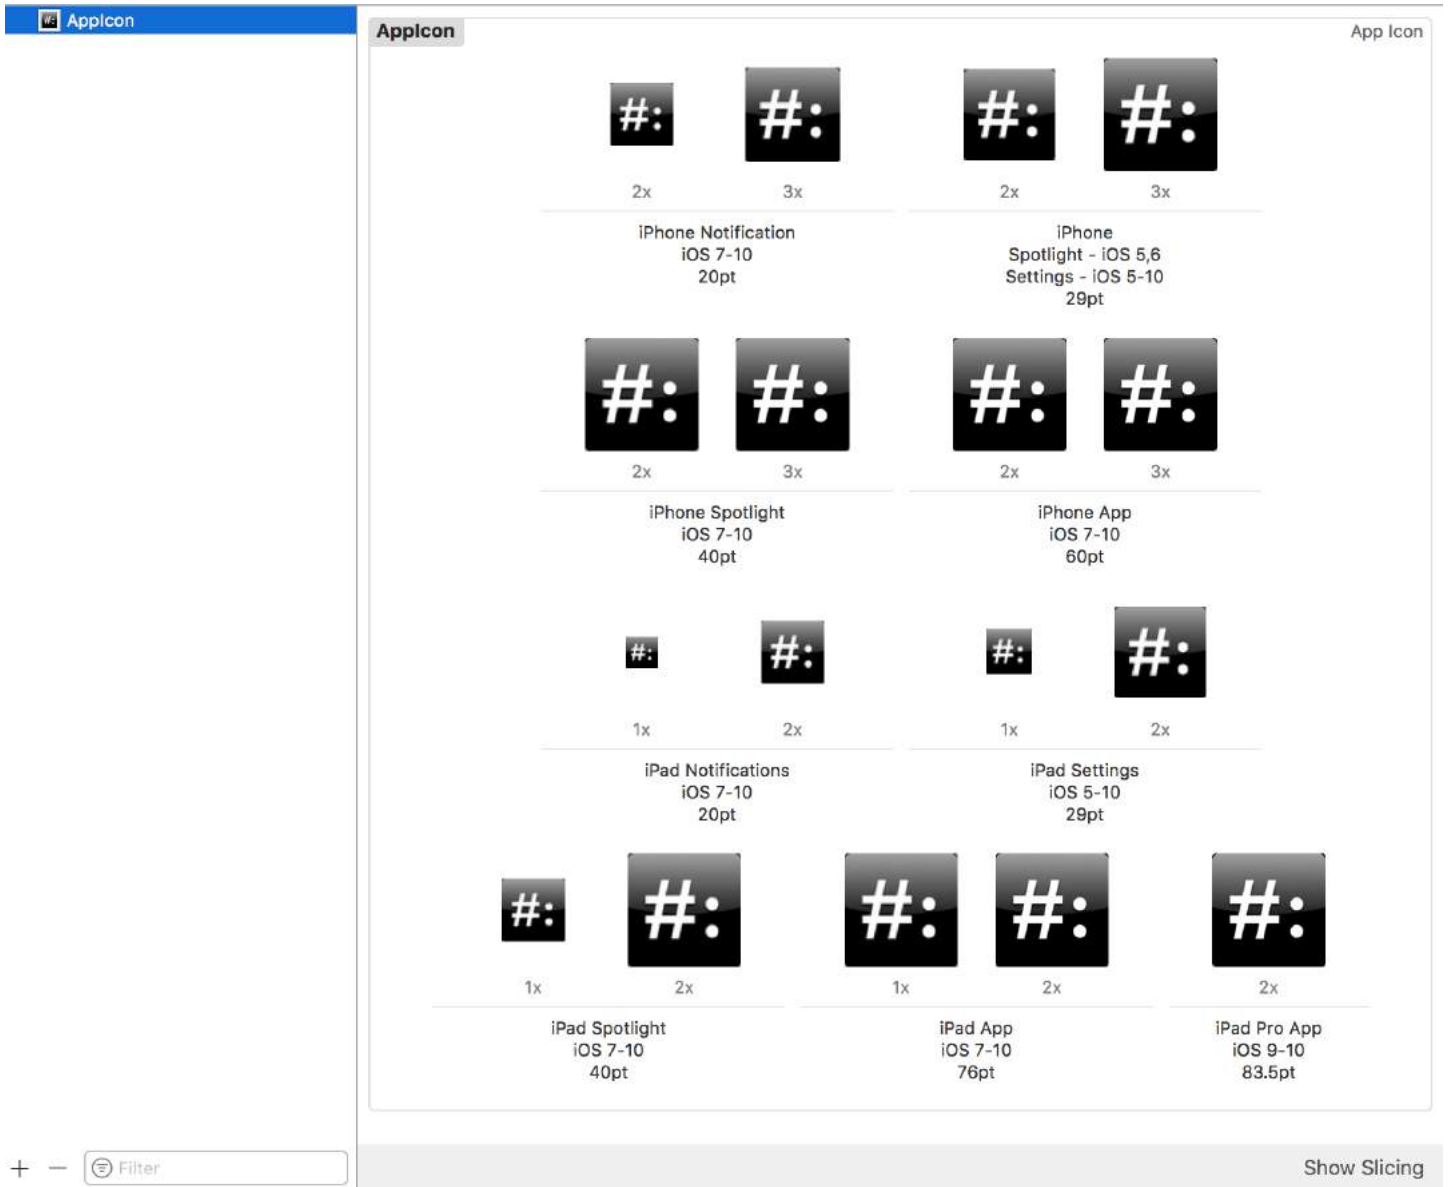 AppIcon
AppIcon
App Icon
#: #: #: #:
2x 3x 2x 3x
iPhone Notification
iOS 7-10
20pt
iPhone
Spotlight - iOS 5,6
Settings - iOS 5-10
29pt
#: #: #: #:
2x 3x 2x 3x
iPhone Spotlight
iOS 7-10
40pt
iPhone App
iOS 7-10
60pt
#: #: #: #:
1x 2x 1x 2x
iPad Notifications
iOS 7-10
20pt
iPad Settings
iOS 5-10
29pt
#: #: #: #: #:
1x 2x 1x 2x 2x
iPad Spotlight
iOS 7-10
40pt
iPad App
iOS 7-10
76pt
iPad Pro App
iOS 9-10
83.5pt
Filter
Show Slicing